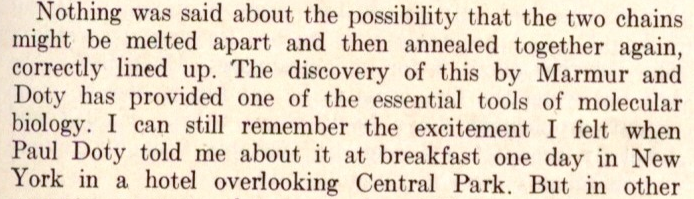 Nothing was said about the possibility that the two chains
might be melted apart and then annealed together again,
correctly lined up. The discovery of this by Marmur and
Doty has provided one of the essential tools of molecular
biology. I can still remember the excitement I felt when
Paul Doty told me about it at breakfast one day in New
York in a hotel overlooking Central Park. But in other